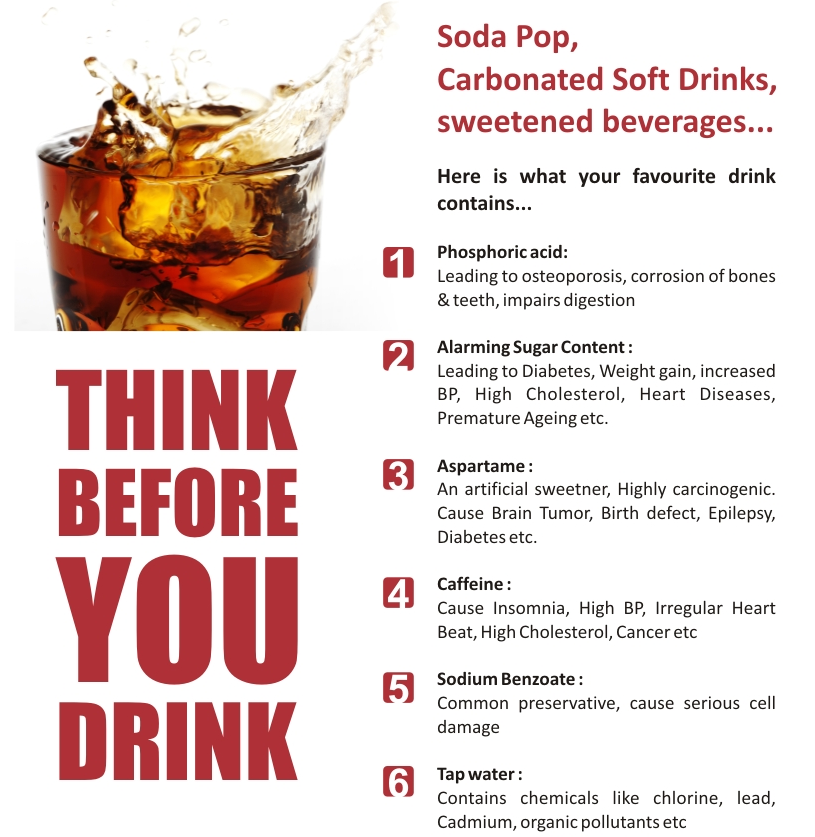 Soda Pop,
Carbonated Soft Drinks,
sweetened beverages...
Here is what your favourite drink
contains...
1
Phosphoric acid:
Leading to osteoporosis, corrosion of bones
& teeth, impairs digestion
2
Alarming Sugar Content :
Leading to Diabetes, Weight gain, increased
BP, High Cholesterol, Heart Diseases,
Premature Ageing etc.
3
Aspartame :
An artificial sweetner, Highly carcinogenic.
Cause Brain Tumor, Birth defect, Epilepsy,
Diabetes etc.
4
Caffeine :
Cause Insomnia, High BP, Irregular Heart
Beat, High Cholesterol, Cancer etc
5
Sodium Benzoate :
Common preservative, cause serious cell
damage
6
Tap water :
Contains chemicals like chlorine, lead,
Cadmium, organic pollutants etc
THINK
BEFORE
YOU
DRINK